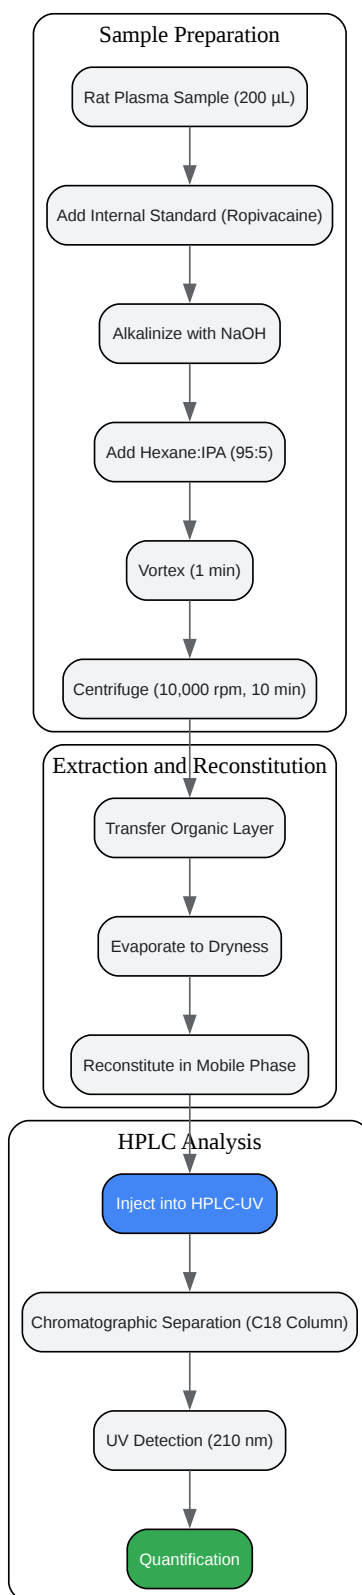 Sample Preparation
Rat Plasma Sample (200 µL)
Add Internal Standard (Ropivacaine)
Alkalinize with NaOH
Add Hexane:IPA (95:5)
Vortex (1 min)
Centrifuge (10,000 rpm, 10 min)
Extraction and Reconstitution
Transfer Organic Layer
Evaporate to Dryness
Reconstitute in Mobile Phase
HPLC Analysis
Inject into HPLC-UV
Chromatographic Separation (C18 Column)
UV Detection (210 nm)
Quantification